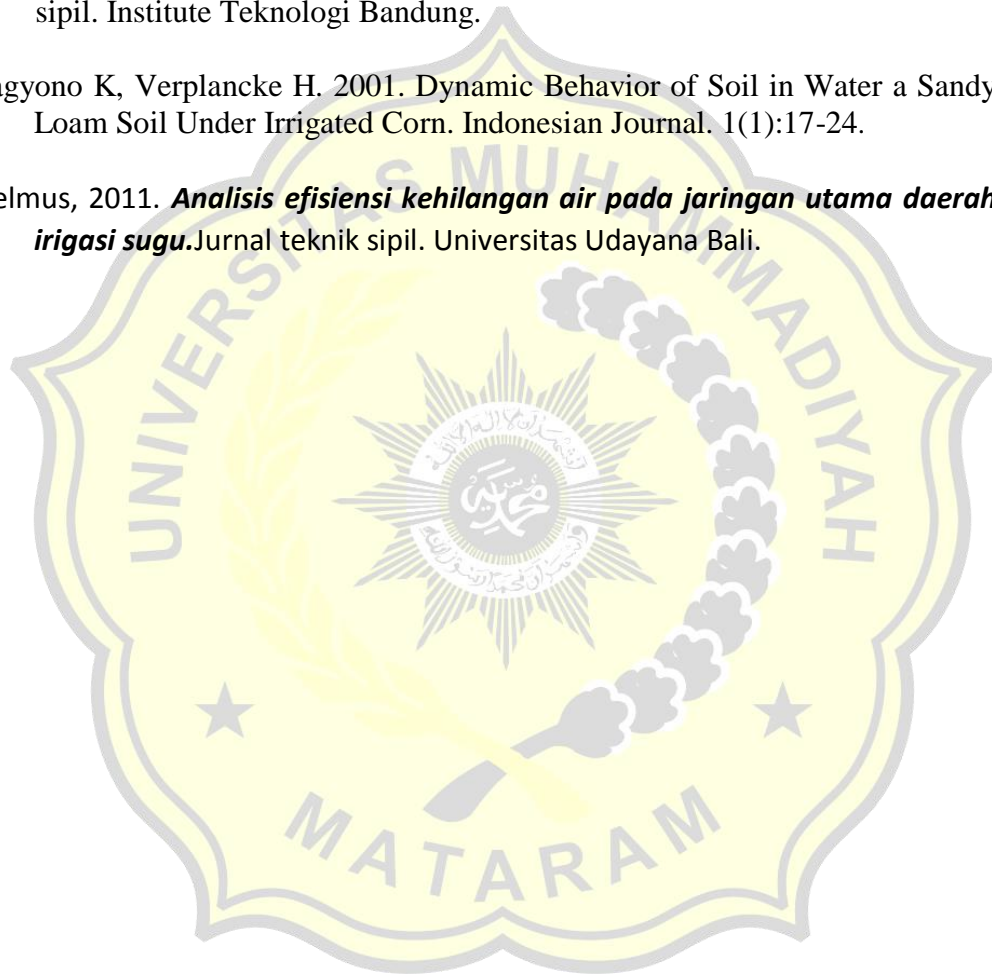 sipil. Institute Teknologi Bandung.
agyono K, Verplancke H. 2001. Dynamic Behavior of Soil in Water a Sandy
Loam Soil Under Irrigated Corn. Indonesian Journal. 1(1):17-24.
elmus, 2011. Analisis efisiensi kehilangan air pada jaringan utama daerah
irigasi sugu.Jurnal teknik sipil. Universitas Udayana Bali.
UNIVERSITAS MUHAMMADIYAH
محمد
MATARAM